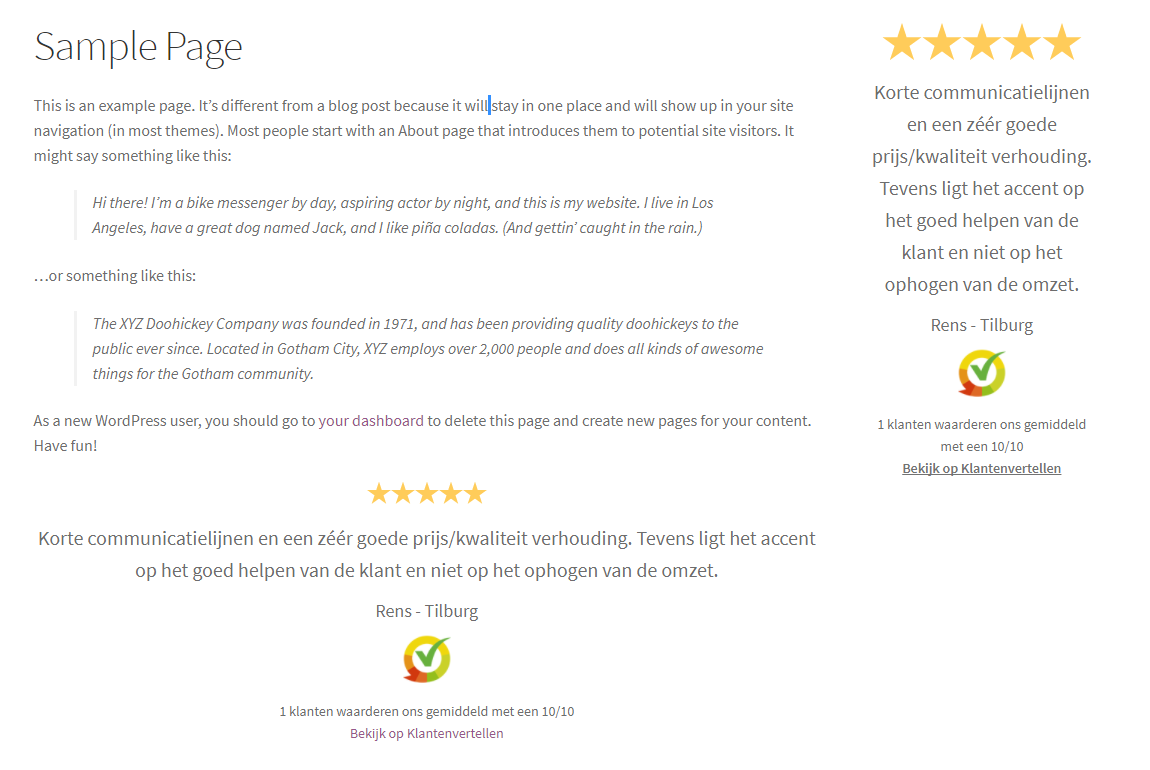 Sample Page
This is an example page. It’s different from a blog post because it will stay in one place and will show up in your site
navigation (in most themes). Most people start with an About page that introduces them to potential site visitors. It
might say something like this:
Hi there! I’m a bike messenger by day, aspiring actor by night, and this is my website. I live in Los
Angeles, have a great dog named Jack, and I like piña coladas. (And gettin’ caught in the rain.)
…or something like this:
The XYZ Doohickey Company was founded in 1971, and has been providing quality doohickeys to the
public ever since. Located in Gotham City, XYZ employs over 2,000 people and does all kinds of awesome
things for the Gotham community.
As a new WordPress user, you should go to your dashboard to delete this page and create new pages for your content.
Have fun!
Korte communicatielijnen en een zéér goede prijs/kwaliteit verhouding. Tevens ligt het accent
op het goed helpen van de klant en niet op het ophogen van de omzet.
Rens - Tilburg
1 klanten waarderen ons gemiddeld met een 10/10
Bekijk op Klantenvertellen
Korte communicatielijnen
en een zéér goede
prijs/kwaliteit verhouding.
Tevens ligt het accent op
het goed helpen van de
klant en niet op het
ophogen van de omzet.
Rens - Tilburg
1 klanten waarderen ons gemiddeld
met een 10/10
Bekijk op Klantenvertellen